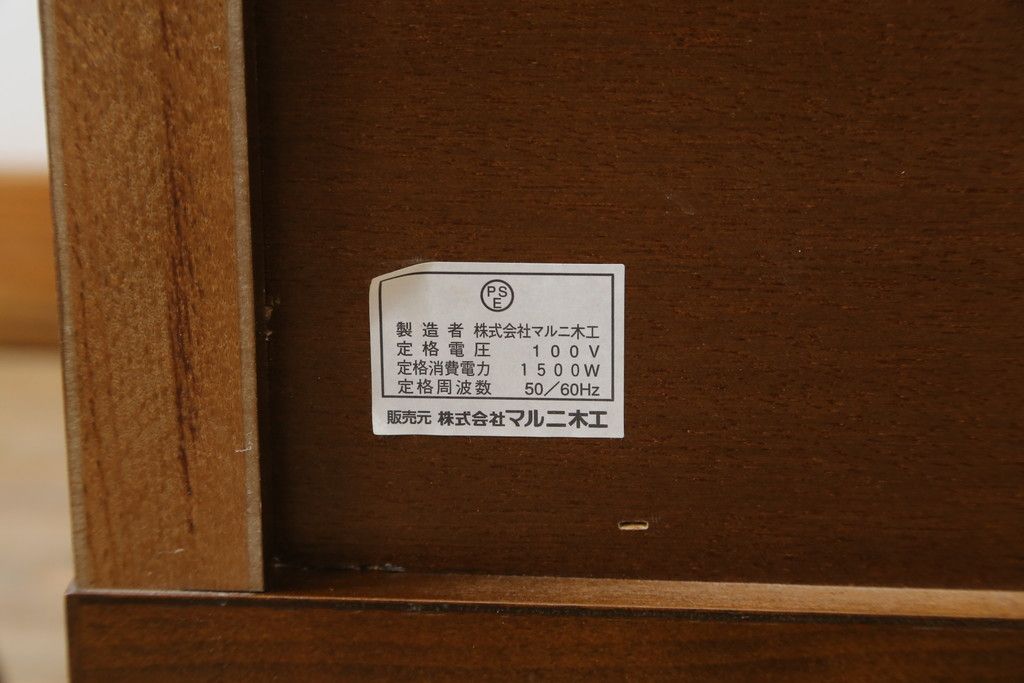 PSE
製造者 株式会社マルニ木工
定格電圧 100V
定格消費電力 1500W
定格周波数 50/60Hz
販売元 株式会社マルニ木工